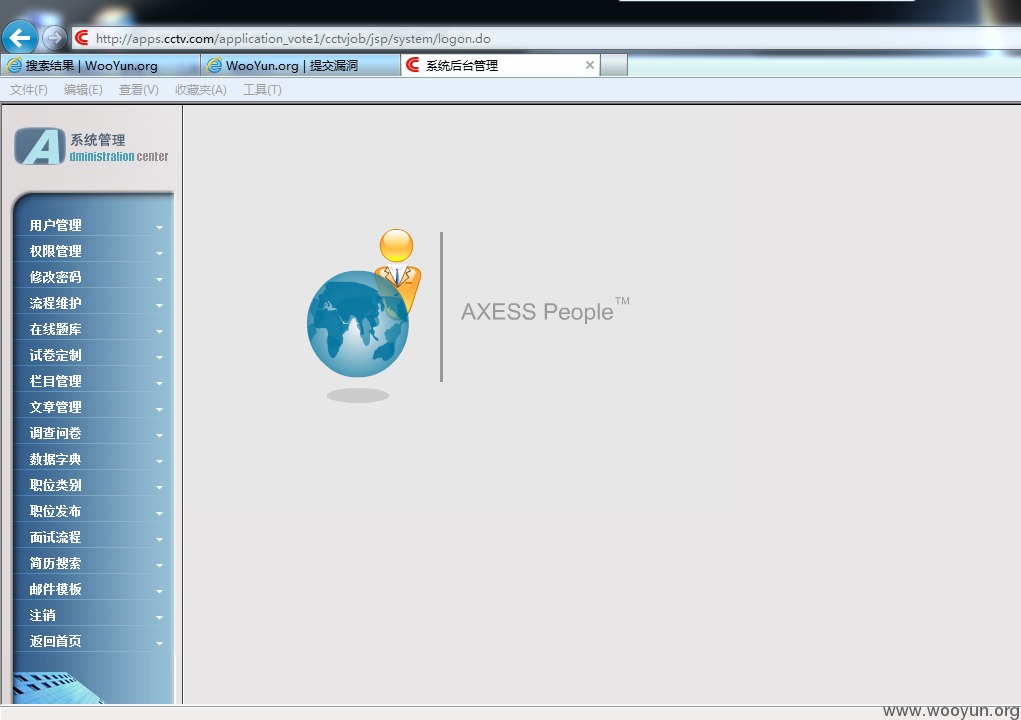 http://apps.cctv.com/application_vote1/cctvjob/jsp/system/logon.do
搜索结果 | WooYun.org
WooYun.org | 提交漏洞
系统后台管理
文件(F) 编辑(E) 查看(V) 收藏夹(A) 工具(T)
A 系统管理
dministration center
用户管理
权限管理
修改密码
流程维护
在线题库
试卷定制
栏目管理
文章管理
调查问卷
数据字典
职位类别
职位发布
面试流程
简历搜索
邮件模板
注销
返回首页
AXESS People™
www.wooyun.org